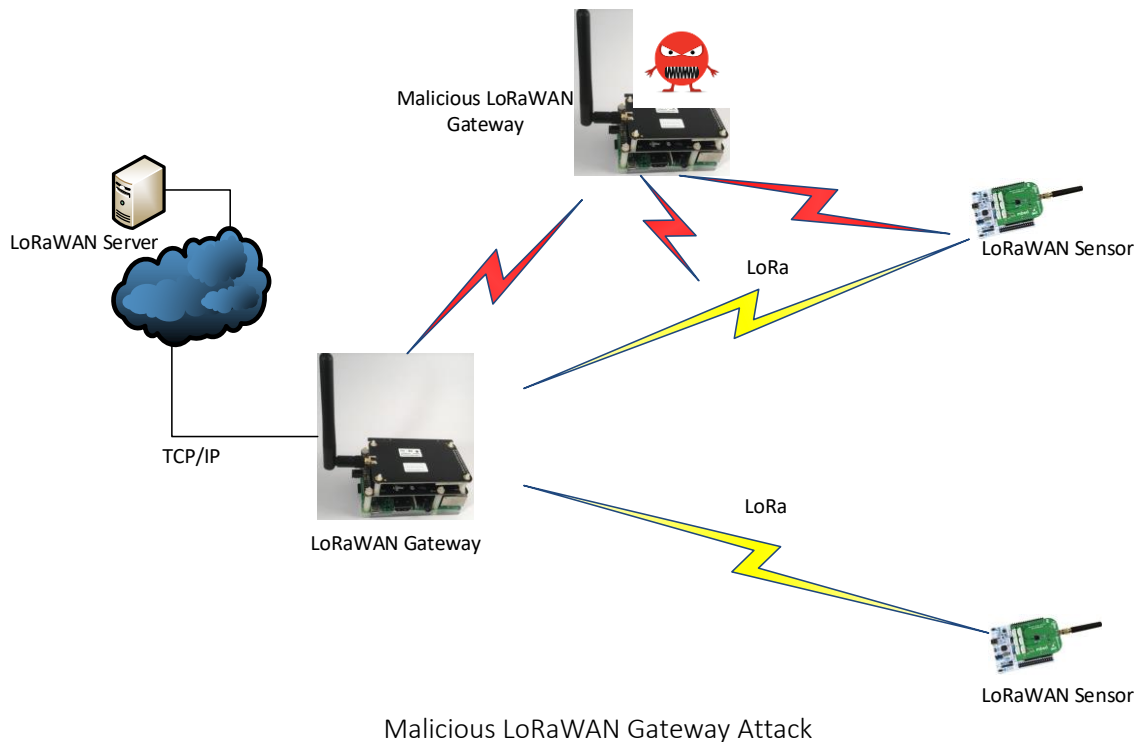 Malicious LoRaWAN
Gateway
LoRaWAN Server
LoRaWAN Sensor
LoRa
TCP/IP
LoRaWAN Gateway
LoRa
LoRaWAN Sensor
Malicious LoRaWAN Gateway Attack